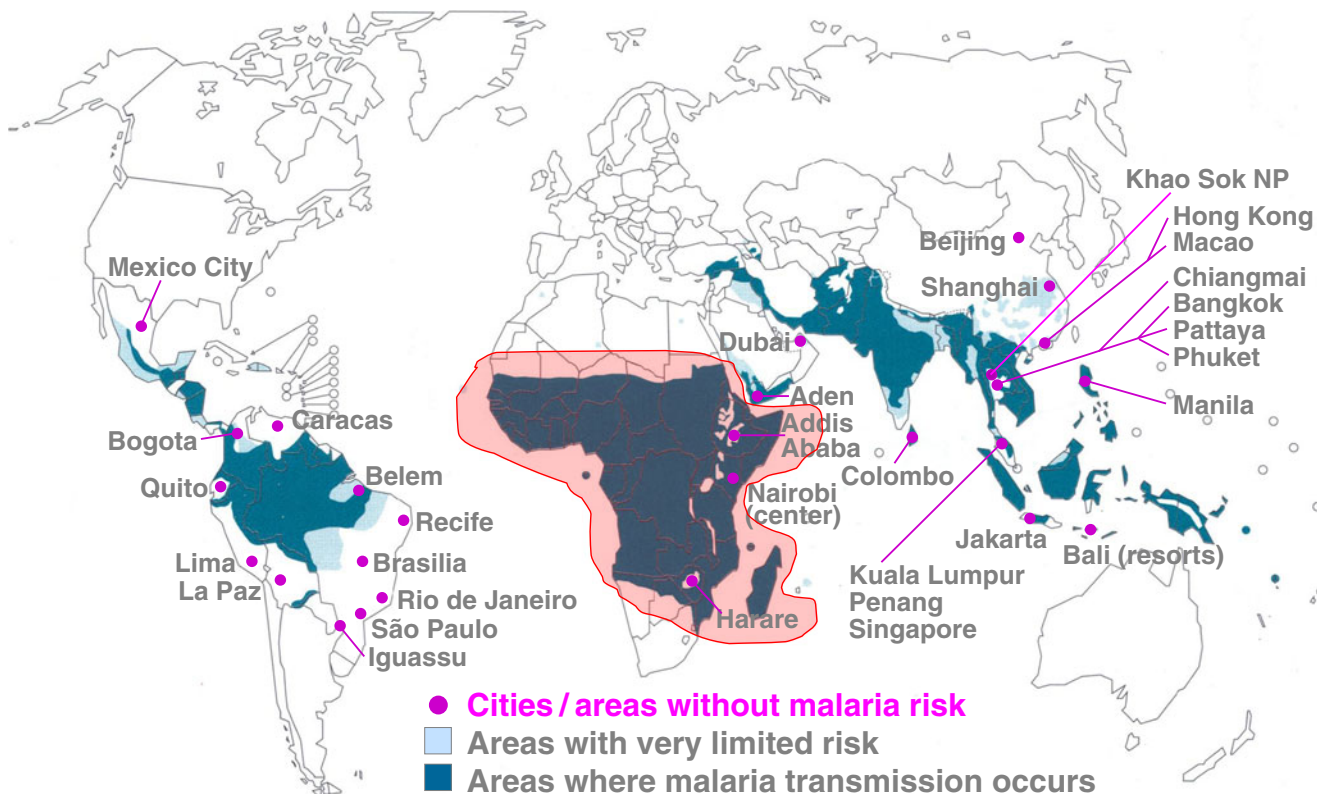 Khao Sok NP
Hong Kong
Macao
Beijing
Mexico City
Shanghai
Chiangmai
Bangkok
Pattaya
Phuket
Dubai
Aden
Manila
Caracas
Addis
Ababa
Bogota
Colombo
Belem
Quito
Nairobi
(center)
Recife
Jakarta
Bali (resorts)
Lima
Brasilia
La Paz
Kuala Lumpur
Penang
Singapore
Rio de Janeiro
Harare
São Paulo
Iguassu
Cities / areas without malaria risk
Areas with very limited risk
Areas where malaria transmission occurs